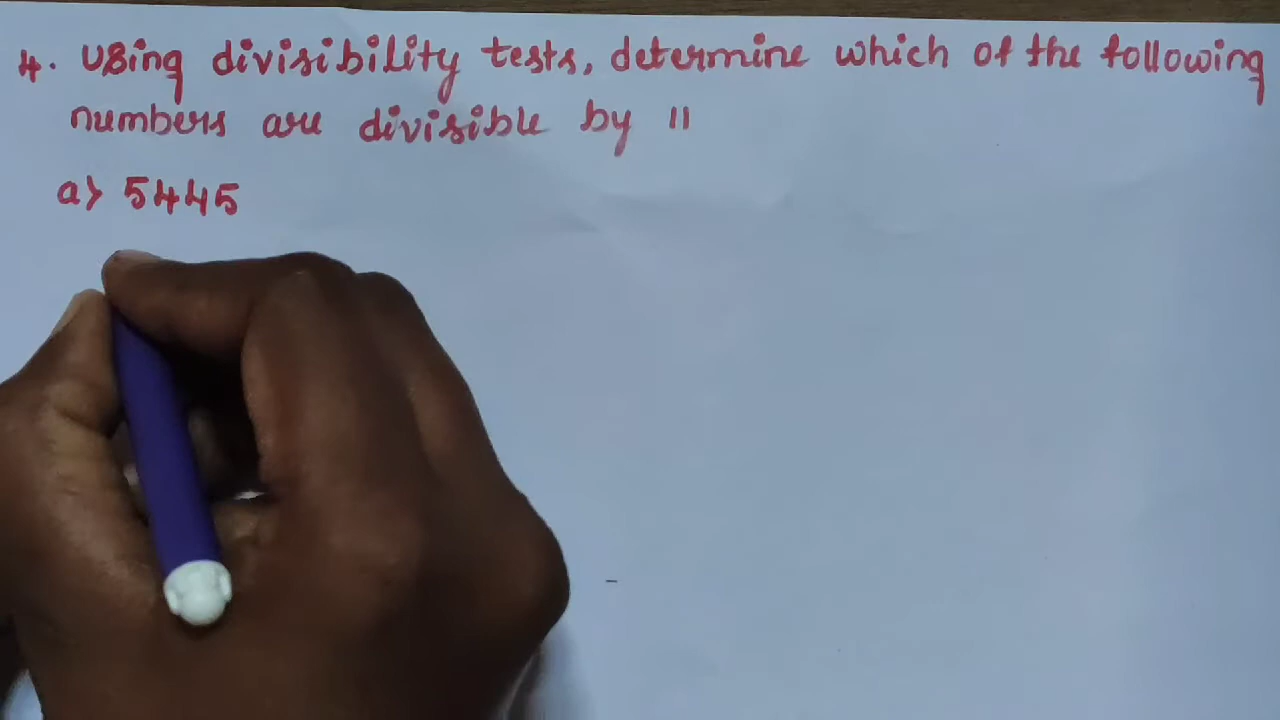 4. Using divisibility tests, determine which of the following
numbers are divisible by 11
a) 5445